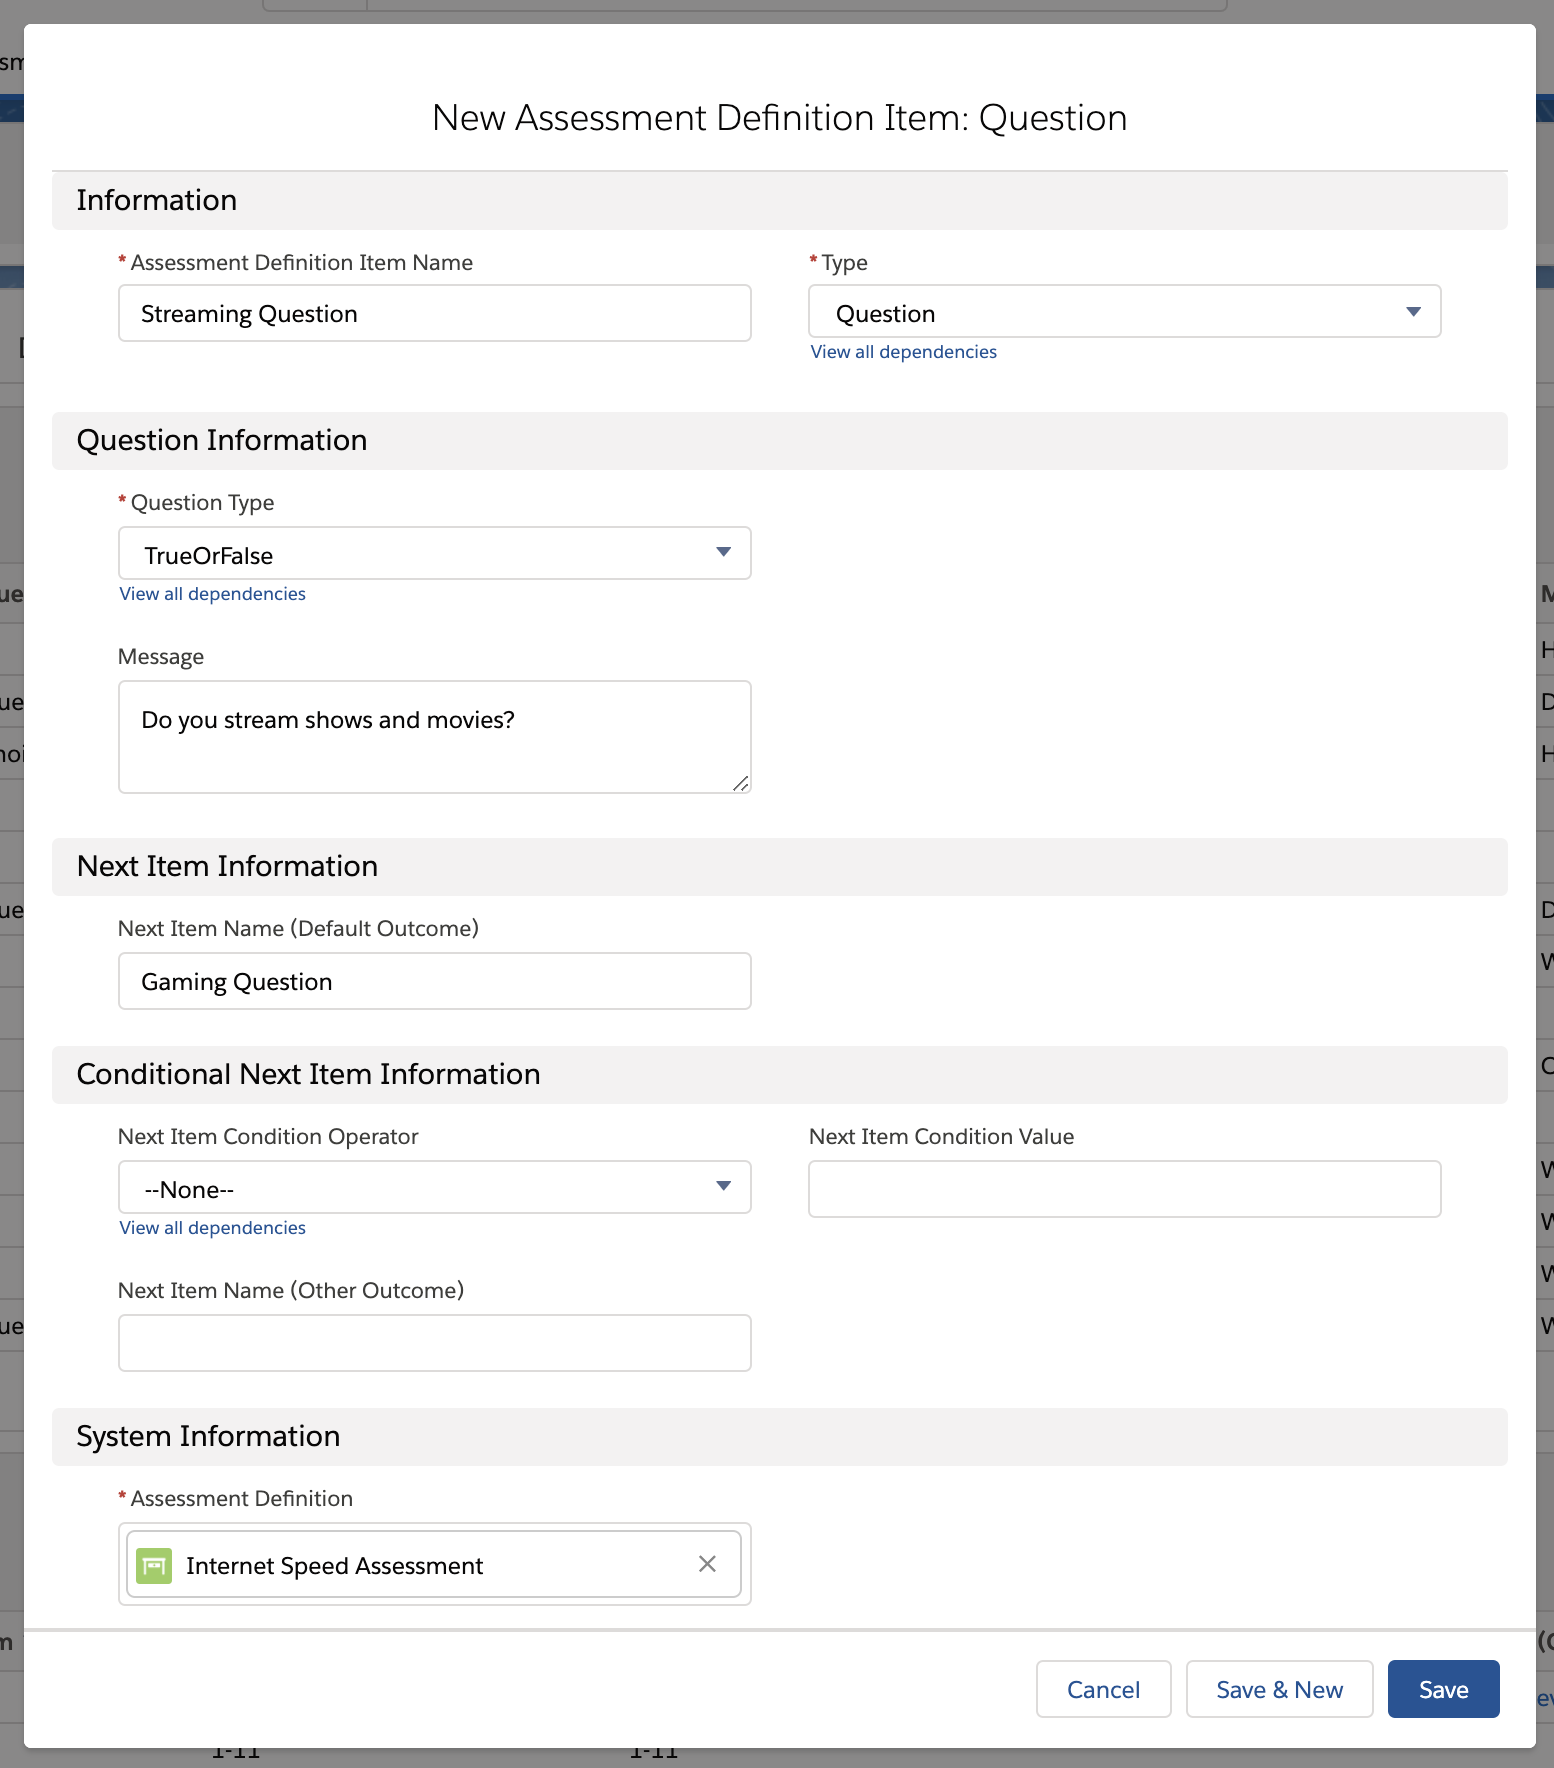 New Assessment Definition Item: Question
Information
* Assessment Definition Item Name
* Type
Streaming Question
Question
View all dependencies
Question Information
* Question Type
TrueOrFalse
View all dependencies
Message
Do you stream shows and movies?
Next Item Information
Next Item Name (Default Outcome)
Gaming Question
Conditional Next Item Information
Next Item Condition Operator
Next Item Condition Value
--None--
View all dependencies
Next Item Name (Other Outcome)
System Information
* Assessment Definition
Internet Speed Assessment
Cancel
Save & New
Save